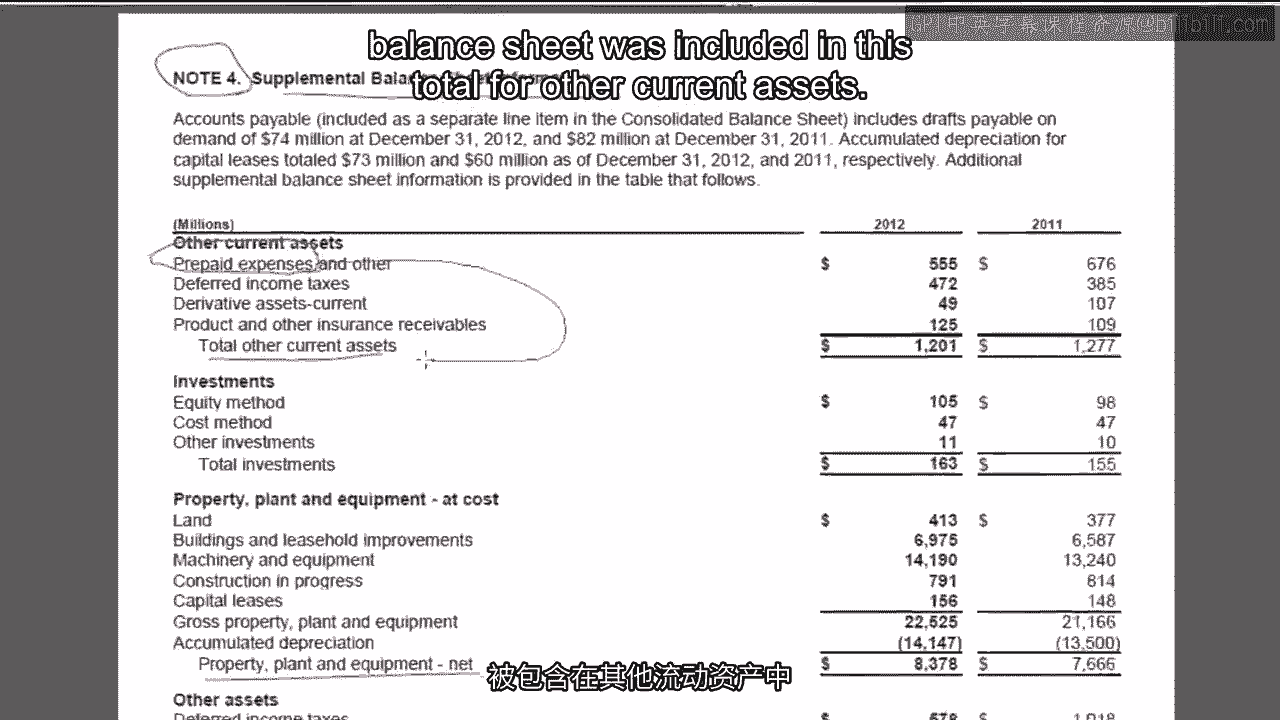 balance sheet was included in this
total for other current assets.
NOTE 4. Supplemental
Accounts payable (included as a separate line item in the Consolidated Balance Sheet) includes drafts payable on
demand of $74 million at December 31, 2012, and $82 million at December 31, 2011. Accumulated depreciation for
capital leases totaled $73 million and $60 million as of December 31, 2012, and 2011, respectively. Additional
supplemental balance sheet information is provided in the table that follows.
(Millions) 2012 2011
Other current assets
Prepaid expenses and other $ 555 $ 676
Deferred income taxes 472 385
Derivative assets-current 49 107
Product and other insurance receivables 125 109
Total other current assets $ 1,201 $ 1,277
Investments
Equity method $ 105 $ 98
Cost method 47 47
Other investments 11 10
Total investments $ 163 $ 155
Property, plant and equipment - at cost
Land $ 413 $ 377
Buildings and leasehold improvements 6,975 6,587
Machinery and equipment 14,190 13,240
Construction in progress 791 814
Capital leases 156 148
Gross property, plant and equipment 22,525 21,166
Accumulated depreciation (14,147) (13,500)
Property, plant and equipment - net $ 8,378 $ 7,666
被包含在其他流动资产中
Other assets
Deferred income taxes $ 678 $ 1,018